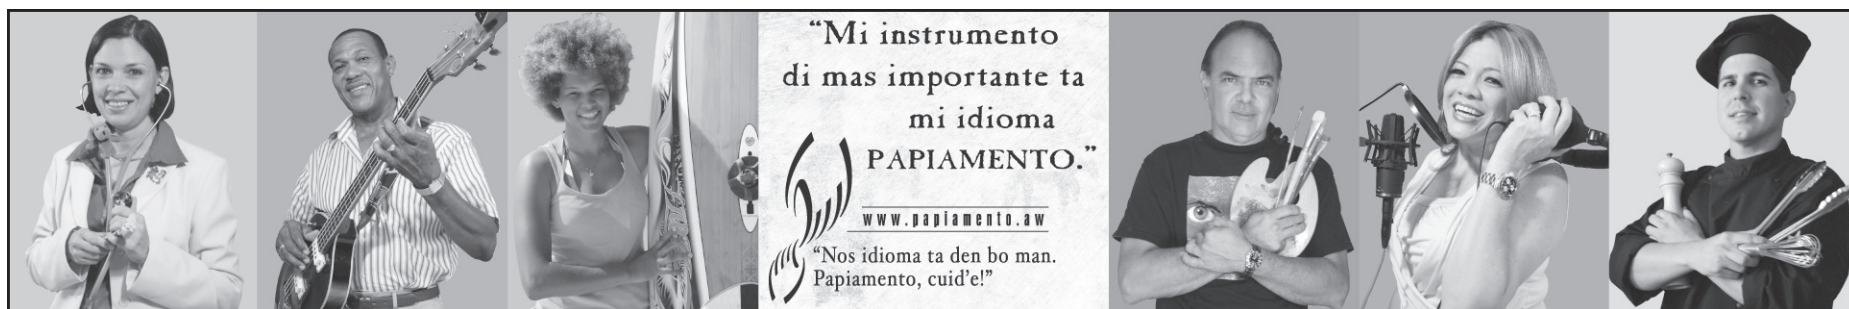 “Mi instrumento
di mas importante ta
mi idioma
PAPIAMENTO.”
www.papiamento.aw
“Nos idioma ta den bo man.
Papiamento, cuid’e!”